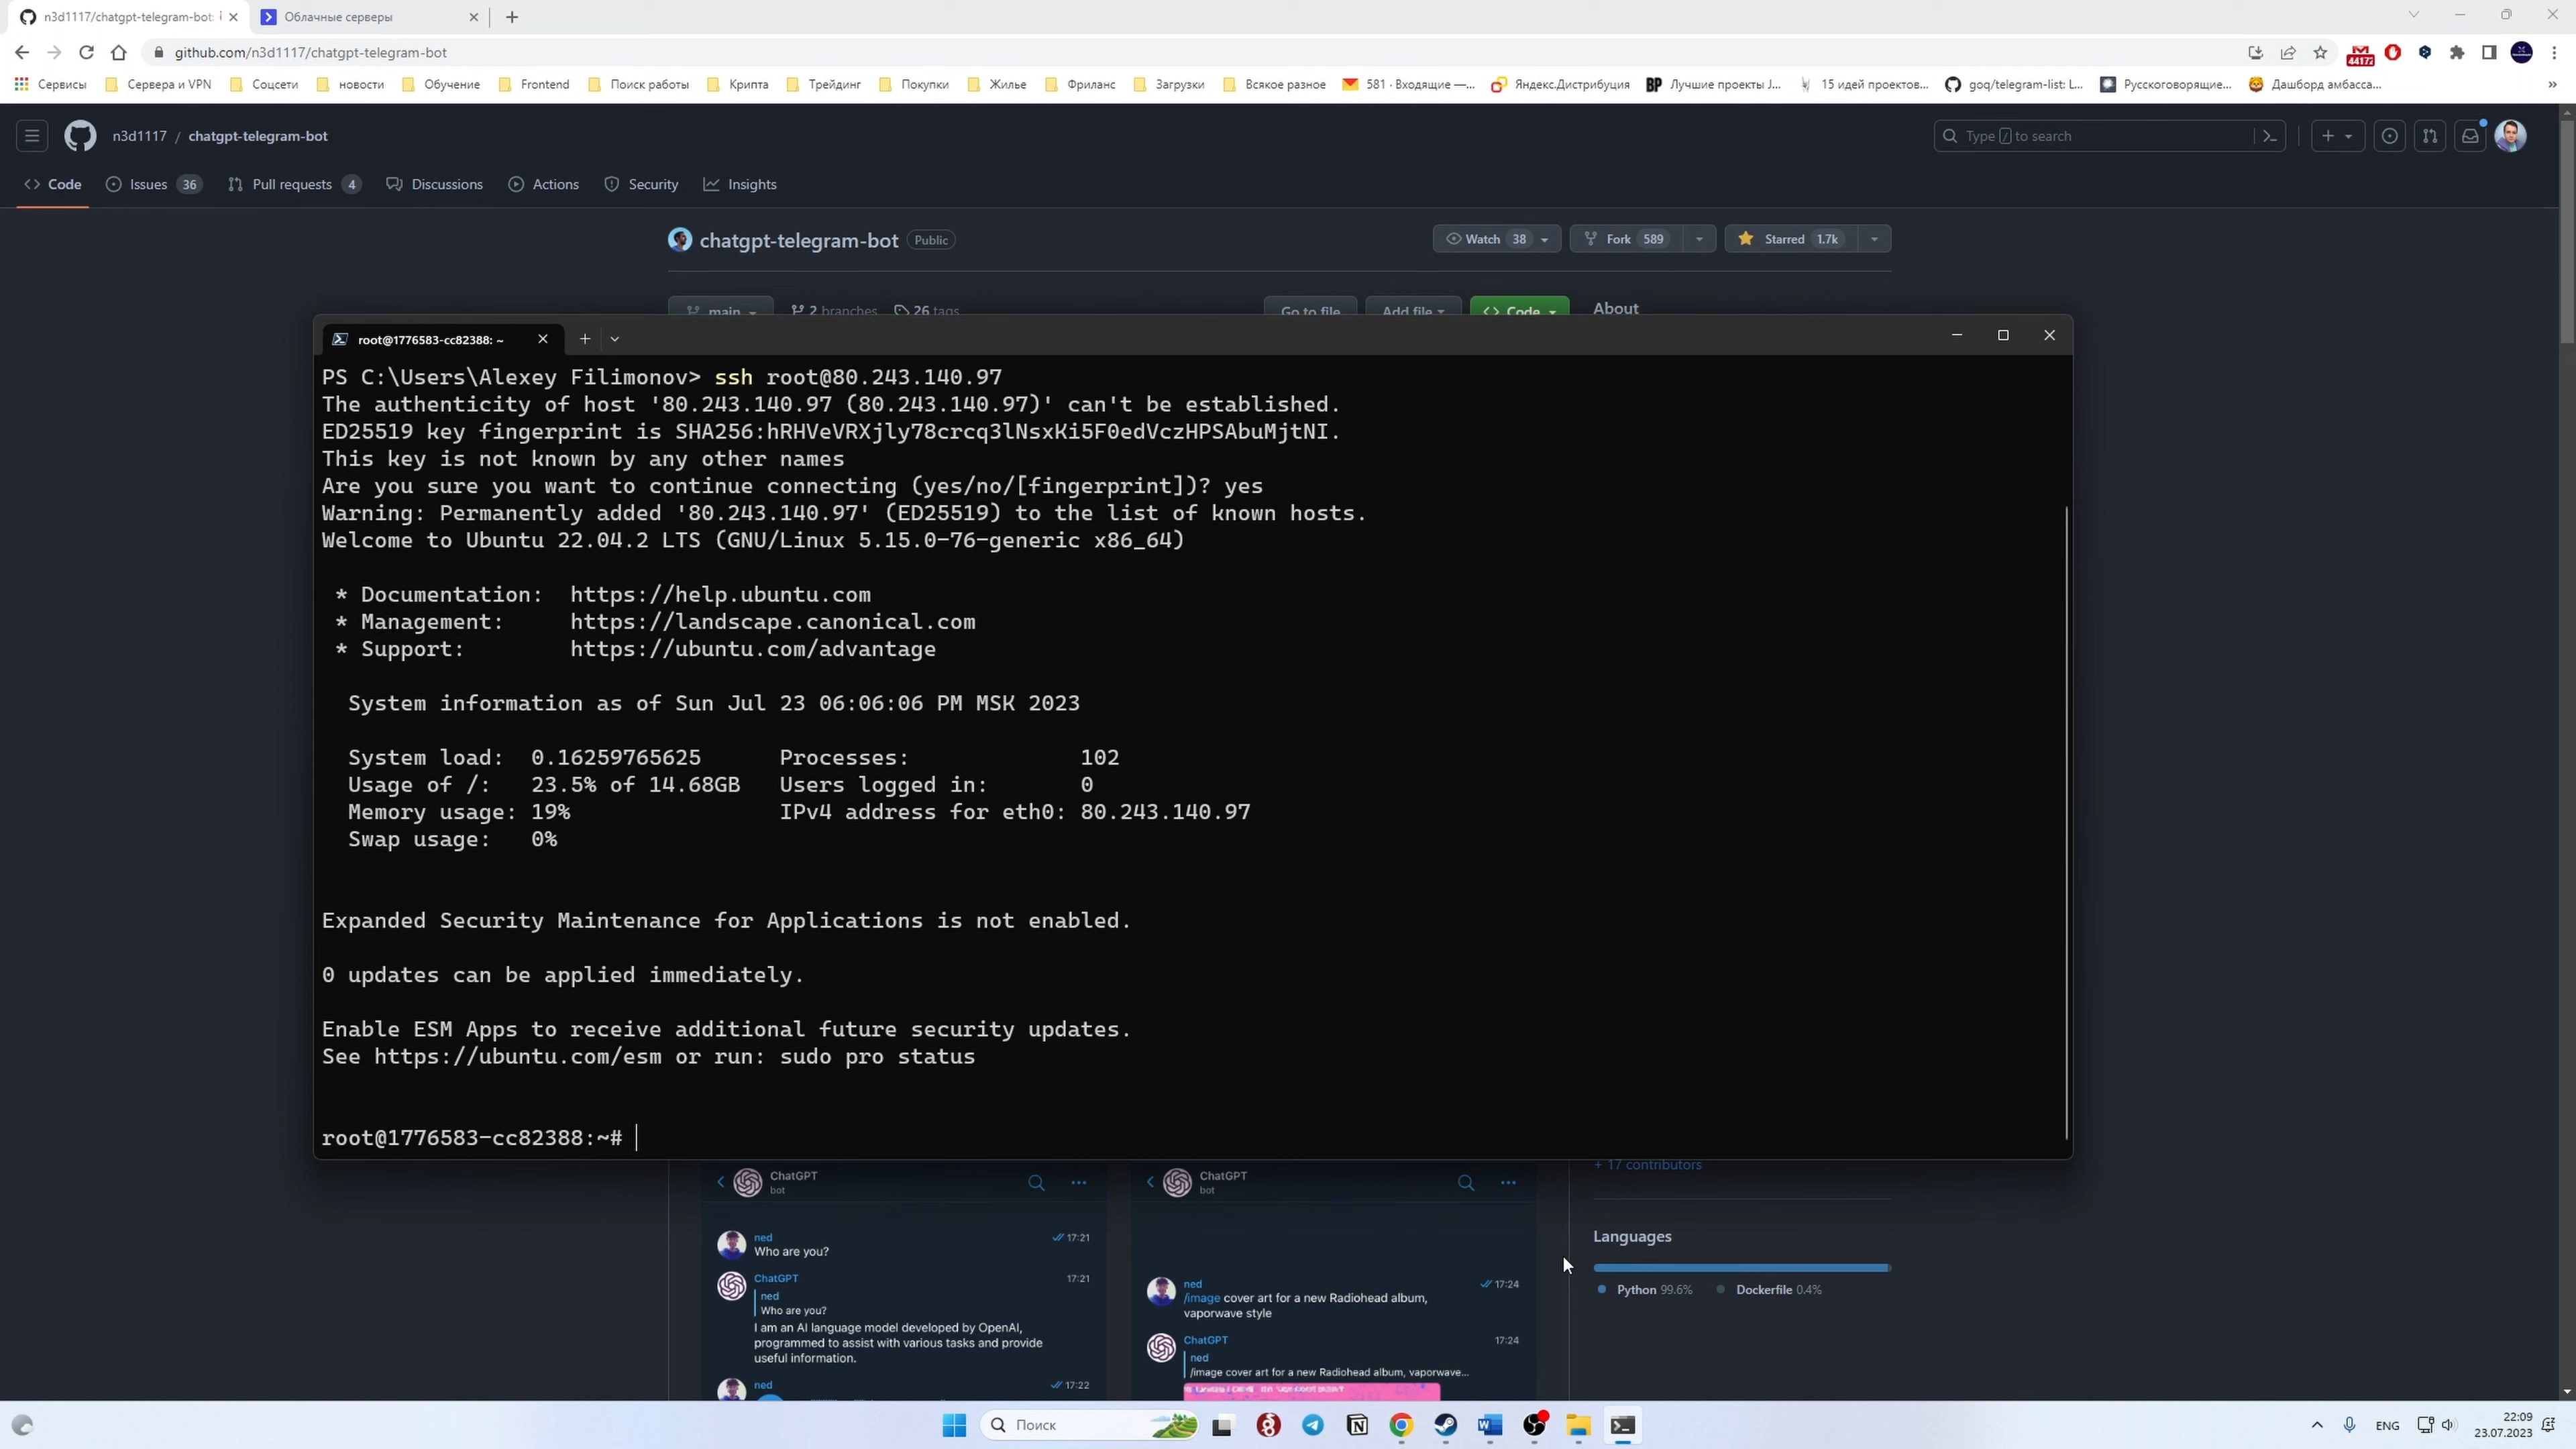 n3d1117/chatgpt-telegram-bot:
Облачные серверы
github.com/n3d1117/chatgpt-telegram-bot
44172
Сервисы
Сервера и VPN
Соцсети
новости
Обучение
Frontend
Поиск работы
Крипта
Трейдинг
Покупки
Жилье
Фриланс
Загрузки
Всякое разное
581 · Входящие —...
Яндекс.Дистрибуция
Лучшие проекты J...
15 идей проектов...
goq/telegram-list: L...
Русскоговорящие...
Дашборд амбасса...
n3d1117 / chatgpt-telegram-bot
Type / to search
Code
Issues 36
Pull requests 4
Discussions
Actions
Security
Insights
chatgpt-telegram-bot Public
Watch 38
Fork 589
Starred 1.7k
main
2 branches
26 tags
Go to file
Add file
Code
About
root@1776583-cc82388: ~
PS C:\Users\Alexey Filimonov> ssh root@80.243.140.97
The authenticity of host '80.243.140.97 (80.243.140.97)' can't be established.
ED25519 key fingerprint is SHA256:hRHVeVRXjly78crcq3lNsxKi5F0edVczHPSAbuMjtNI.
This key is not known by any other names
Are you sure you want to continue connecting (yes/no/[fingerprint])? yes
Warning: Permanently added '80.243.140.97' (ED25519) to the list of known hosts.
Welcome to Ubuntu 22.04.2 LTS (GNU/Linux 5.15.0-76-generic x86_64)
* Documentation: https://help.ubuntu.com
* Management: https://landscape.canonical.com
* Support: https://ubuntu.com/advantage
System information as of Sun Jul 23 06:06:06 PM MSK 2023
System load: 0.16259765625 Processes: 102
Usage of /: 23.5% of 14.68GB Users logged in: 0
Memory usage: 19% IPv4 address for eth0: 80.243.140.97
Swap usage: 0%
Expanded Security Maintenance for Applications is not enabled.
0 updates can be applied immediately.
Enable ESM Apps to receive additional future security updates.
See https://ubuntu.com/esm or run: sudo pro status
root@1776583-cc82388:~#
+ 17 contributors
Languages
Python 99.6%
Dockerfile 0.4%
ChatGPT
bot
ned 17:21
Who are you?
ChatGPT 17:21
ned
Who are you?
I am an AI language model developed by OpenAI,
programmed to assist with various tasks and provide
useful information.
ned 17:22
ChatGPT
bot
ned 17:24
/image cover art for a new Radiohead album,
vaporwave style
ChatGPT 17:24
ned
/image cover art for a new Radiohead album, vaporwave...
Поиск
ENG
22:09
23.07.2023